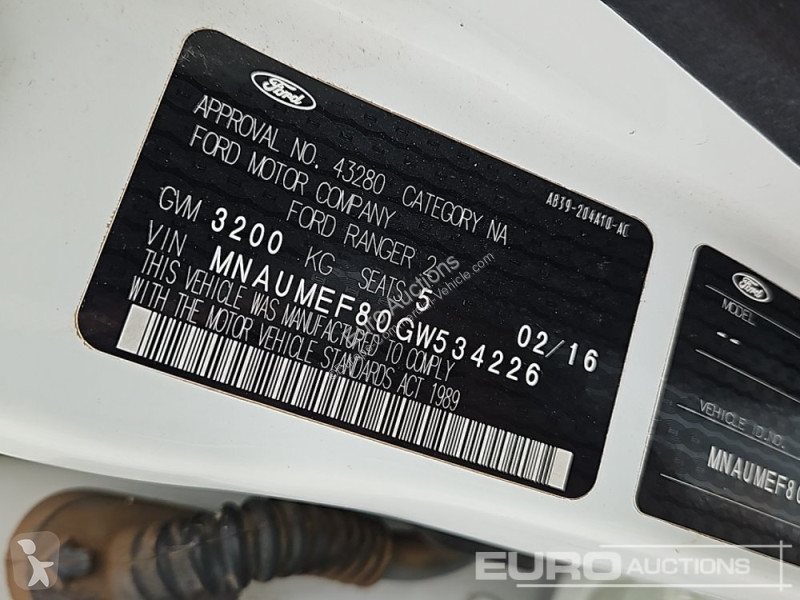 Ford
APPROVAL NO. 43280 CATEGORY NA
FORD MOTOR COMPANY
FORD RANGER 2
GVM 3200 KG SEATS 5
VIN MNAUMEF80GW534226
02/16
THIS VEHICLE WAS MANUFACTURED TO COMPLY
WITH THE MOTOR VEHICLE STANDARDS ACT 1989
AB39-204A10-AC
Ford
MODEL
--
VEHICLE ID.NO.
MNAUMEF80
EURO AUCTIONS